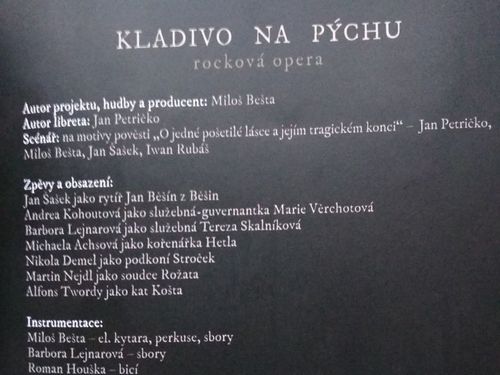 KLADIVO NA PÝCHU
rocková opera
Autor projektu, hudby a producent: Miloš Bešta
Autor libreta: Jan Petričko
Scénář: na motivy pověsti „O jedné pošetilé lásce a jejím tragickém konci“ – Jan Petričko,
Miloš Bešta, Jan Šašek, Iwan Rubáš
Zpěvy a obsazení:
Jan Šašek jako rytíř Jan Běšín z Běšin
Andrea Kohoutová jako služebná-guvernantka Marie Věrchotová
Barbora Lejnarová jako služebná Tereza Skalníková
Michaela Achsová jako kořenářka Hetla
Nikola Demel jako podkoní Stroček
Martin Nejdl jako soudce Rožata
Alfons Twordy jako kat Košta
Instrumentace:
Miloš Bešta – el. kytara, perkuse, sbory
Barbora Lejnarová – sbory
Roman Houška – bicí